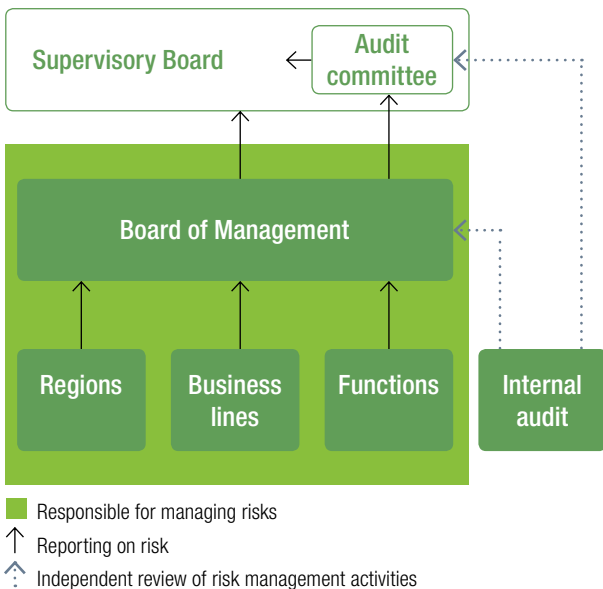 Supervisory Board
Audit
committee
Board of Management
Regions
Business
lines
Functions
Internal
audit
Responsible for managing risks
Reporting on risk
Independent review of risk management activities